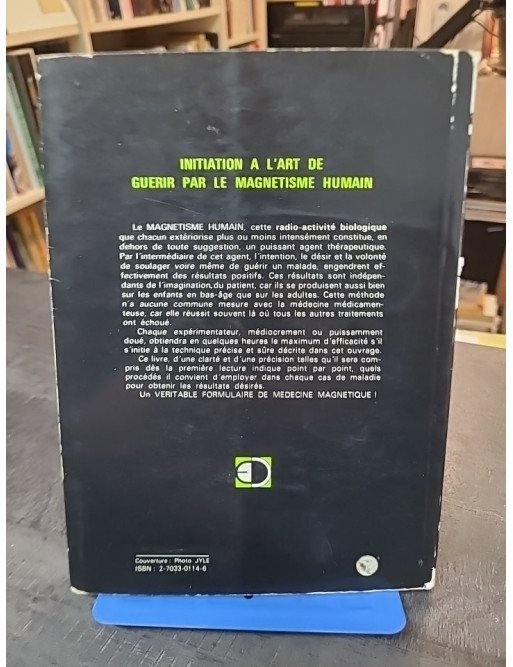 INITIATION A L'ART DE
GUERIR PAR LE MAGNETISME HUMAIN
Le MAGNETISME HUMAIN, cette radio-activité biologique
que chacun extériorise plus ou moins intensément constitue, en
dehors de toute suggestion, un puissant agent thérapeutique.
Par l'intermédiaire de cet agent, l'intention, le désir et la volonté
de soulager voire même de guérir un malade, engendrent ef-
fectivement des résultats positifs. Ces résultats sont indépen-
dants de l'imagination,du patient, car ils se produisent aussi bien
sur les enfants en bas-âge que sur les adultes. Cette méthode
n'a aucune commune mesure avec la médecine médicamen-
teuse, car elle réussit souvent là où tous les autres traitements
ont échoué.
Chaque expérimentateur, médiocrement ou puissamment
doué, obtiendra en quelques heures le maximum d'efficacité s'il
s'initie à la technique précise et sûre décrite dans cet ouvrage.
Ce livre, d'une clarté et d'une précision telles qu'il sera com-
pris dès la première lecture indique point par point, quels
procédés il convient d'employer dans chaque cas de maladie
pour obtenir les résultats désirés.
Un VERITABLE FORMULAIRE DE MEDECINE MAGNETIQUE !
Couverture : Photo JYLE
ISBN : 2-7033-0114-6